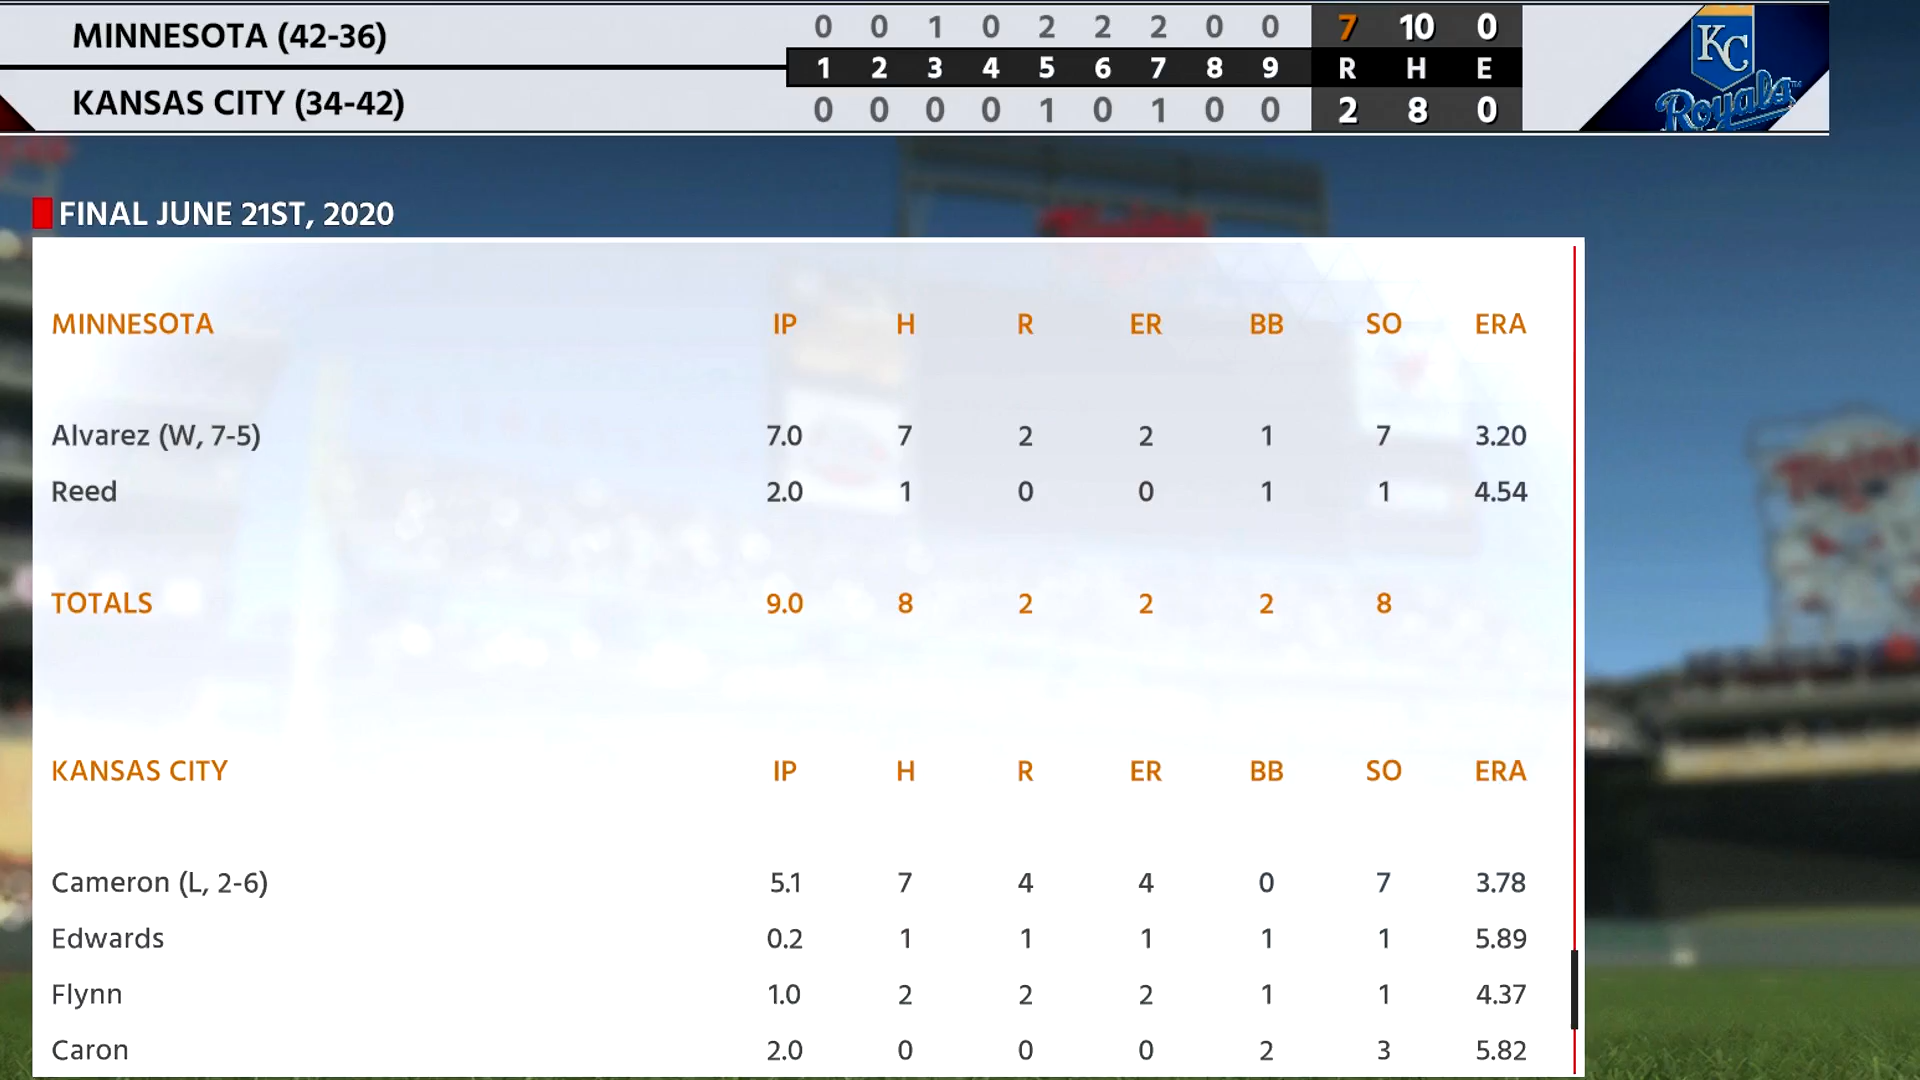 MINNESOTA (42-36) 0 0 1 0 2 2 2 0 0 7 10 0
1 2 3 4 5 6 7 8 9 R H E
KANSAS CITY (34-42) 0 0 0 0 1 0 1 0 0 2 8 0
KC
Royals
FINAL JUNE 21ST, 2020
MINNESOTA IP H R ER BB SO ERA
Alvarez (W, 7-5) 7.0 7 2 2 1 7 3.20
Reed 2.0 1 0 0 1 1 4.54
TOTALS 9.0 8 2 2 2 8
KANSAS CITY IP H R ER BB SO ERA
Cameron (L, 2-6) 5.1 7 4 4 0 7 3.78
Edwards 0.2 1 1 1 1 1 5.89
Flynn 1.0 2 2 2 1 1 4.37
Caron 2.0 0 0 0 2 3 5.82